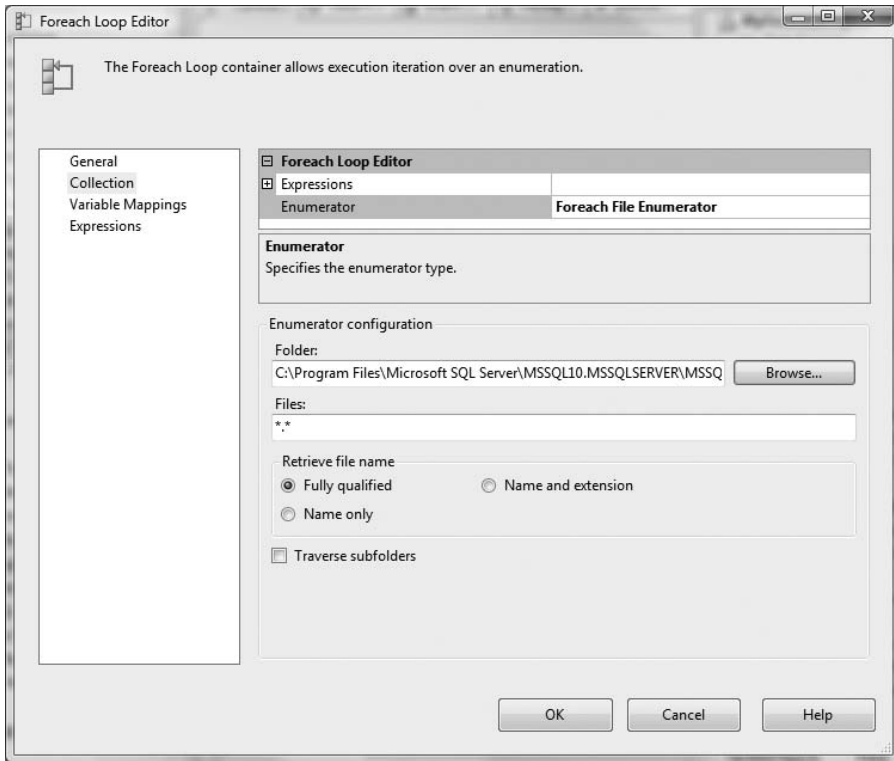 Foreach Loop Editor
The Foreach Loop container allows execution iteration over an enumeration.
General
Collection
Variable Mappings
Expressions
Foreach Loop Editor
Expressions
Enumerator Foreach File Enumerator
Enumerator
Specifies the enumerator type.
Enumerator configuration
Folder:
C:\Program Files\Microsoft SQL Server\MSSQL10.MSSQLSERVER\MSSQ Browse...
Files:
*.*
Retrieve file name
Fully qualified Name and extension
Name only
Traverse subfolders
OK Cancel Help